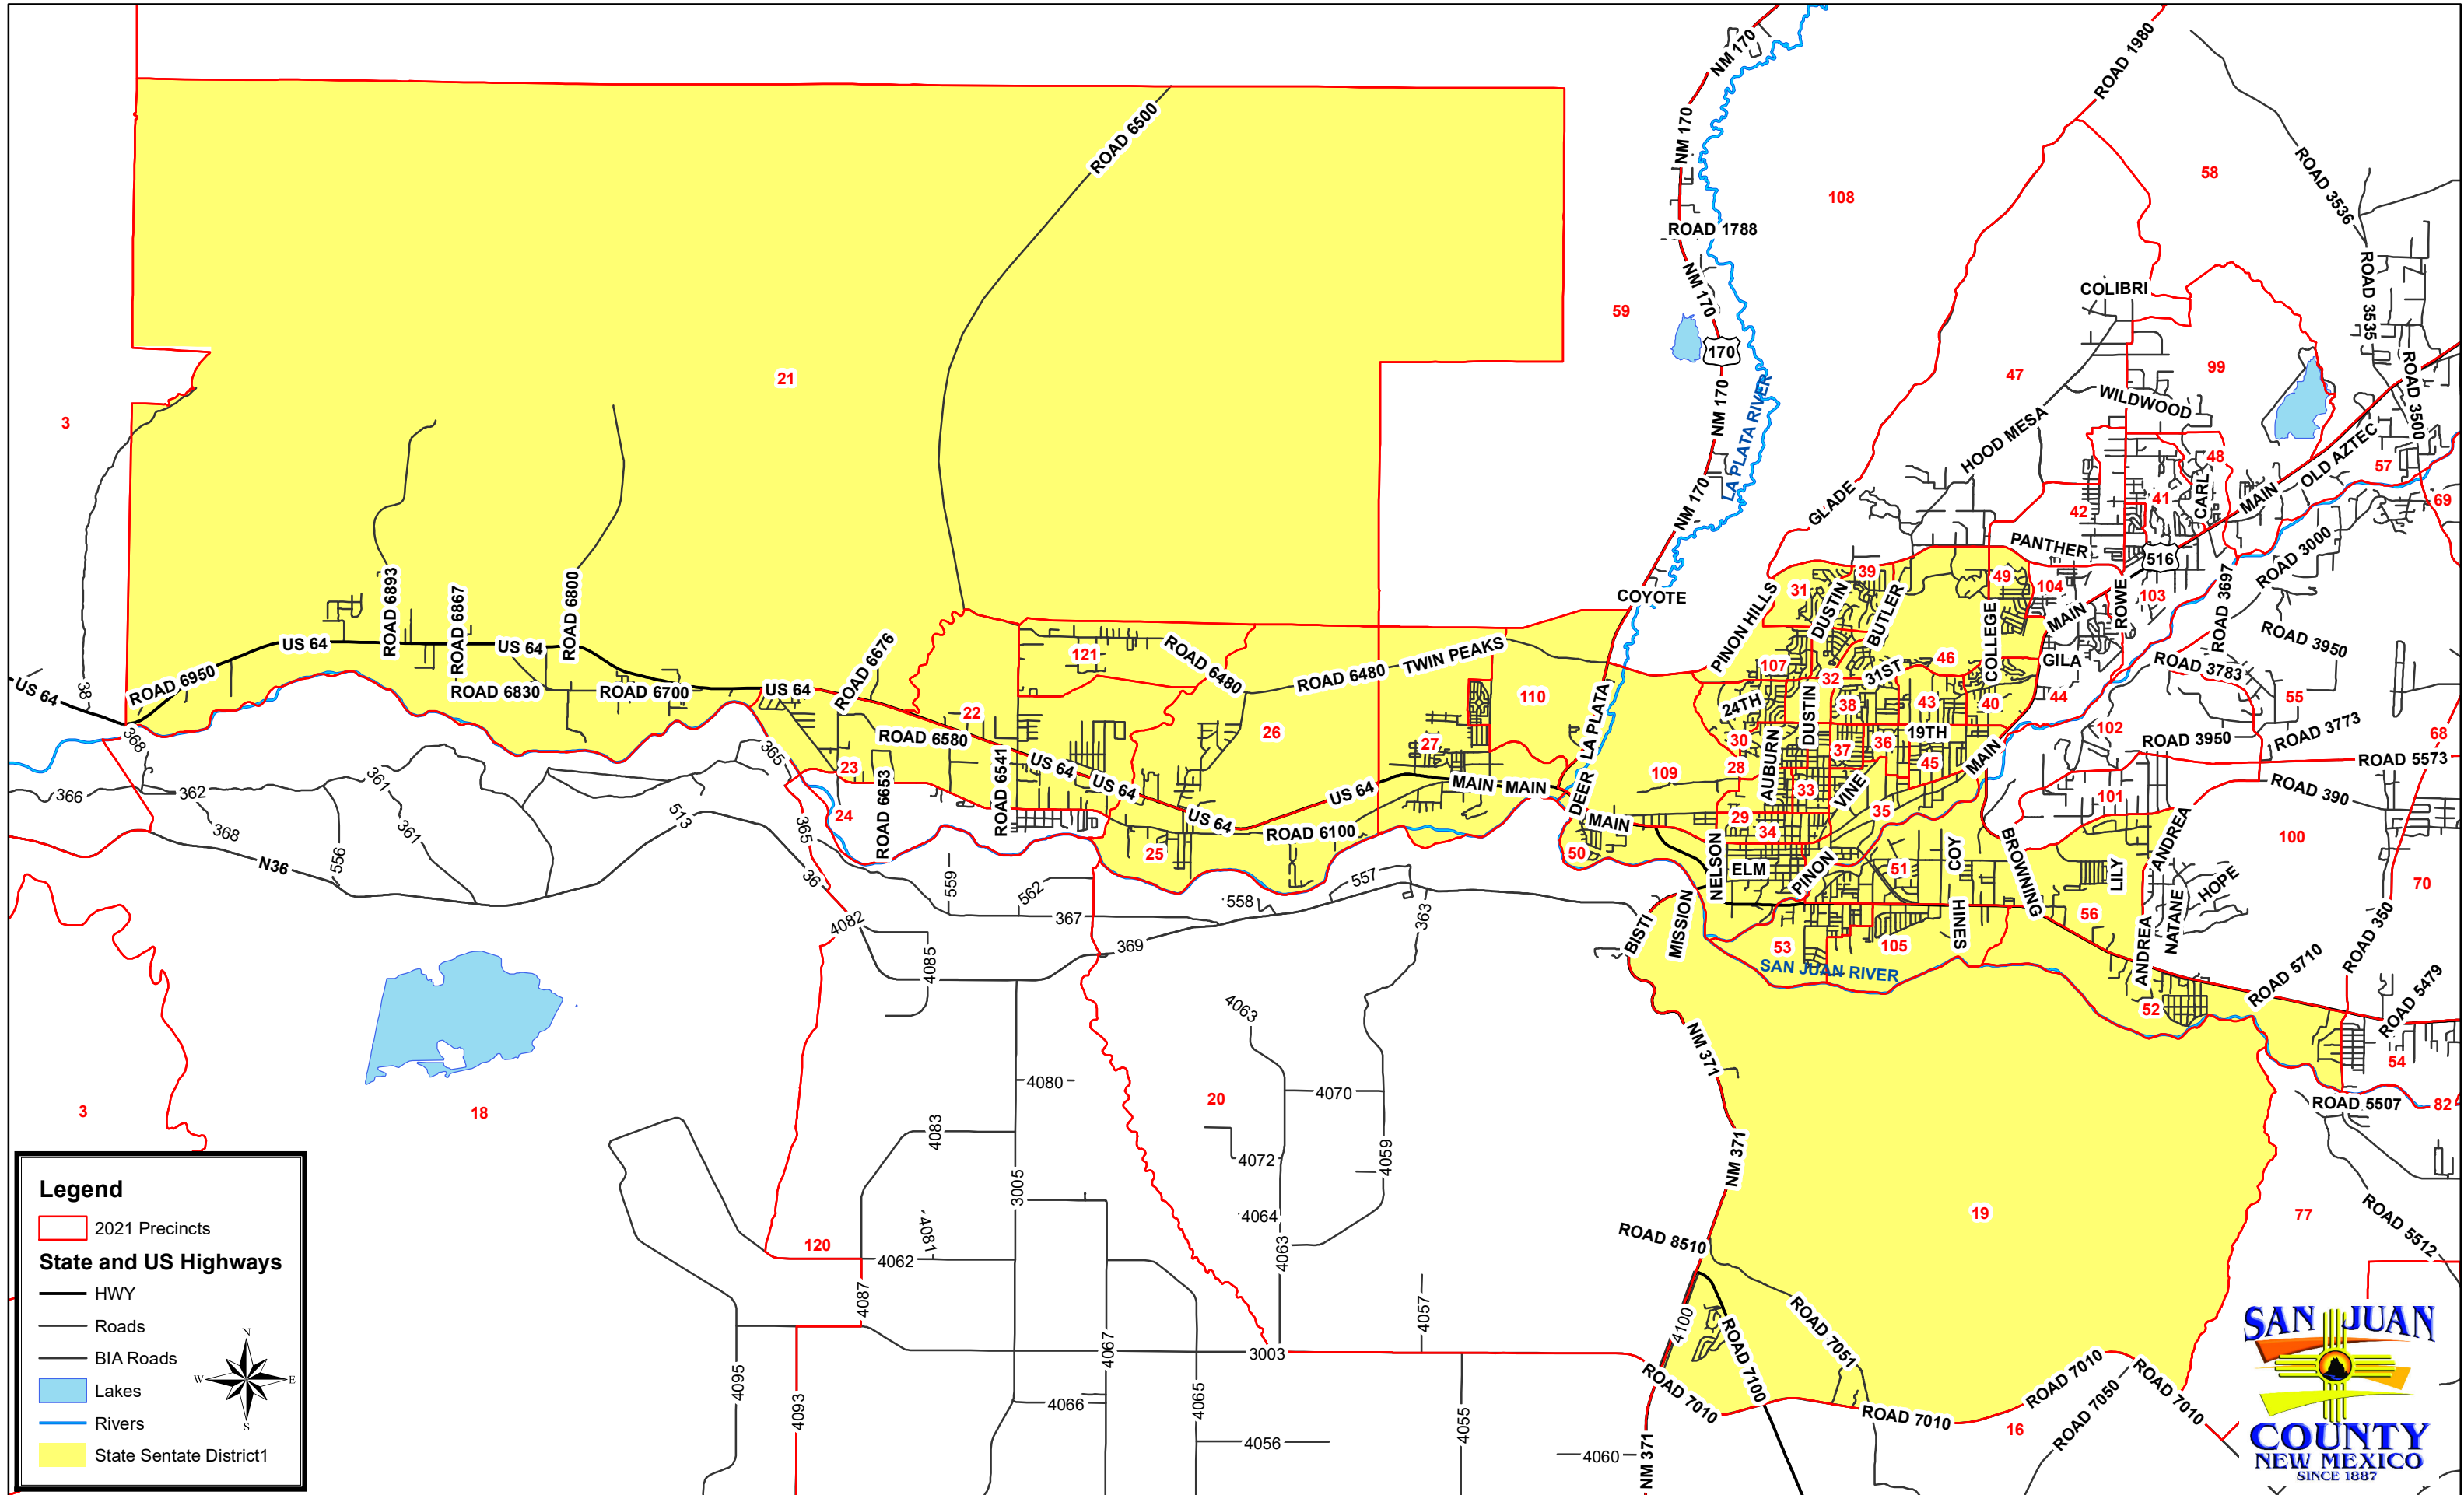 NM 170
ROAD 1980
ROAD 6500
NM 170
58
ROAD 3536
108
ROAD 1788
NM 170
COLIBRI
ROAD 3535
59
170
21
47
99
ROAD 3500
NM 170
LA PLATA RIVER
WILDWOOD
3
HOOD MESA
OLD AZTEC
48
57
NM 170
GLADE
41
CARL
MAIN
69
42
PANTHER
516
ROAD 3000
ROAD 6893
ROAD 6867
ROAD 6800
COYOTE
PINON HILLS
31
39
DUSTIN
BUTLER
49
104
COLLEGE
MAIN
ROWE
103
ROAD 3697
ROAD 3950
US 64
US 64
ROAD 6676
121
ROAD 6480
ROAD 6480
TWIN PEAKS
107
46
GILA
ROAD 3783
US 64
38
ROAD 6950
ROAD 6830
ROAD 6700
US 64
110
32
31ST
24TH
DUSTIN
38
43
40
44
55
368
22
ROAD 6580
26
27
LA PLATA
30
AUBURN
37
36
19TH
102
ROAD 3950
ROAD 3773
68
365
23
ROAD 6653
ROAD 6541
US 64
US 64
109
28
45
MAIN
ROAD 5573
366
362
361
361
368
513
365
24
US 64
MAIN
MAIN
DEER
33
VINE
35
101
ROAD 390
US 64
ROAD 6100
MAIN
29
34
BROWNING
ANDREA
100
N36
556
36
25
50
NELSON
ELM
PINON
51
COY
LILY
HOPE
70
559
562
558
557
363
4082
367
369
BISTI
MISSION
53
105
SHINES
56
ANDREA
NATANE
ROAD 350
4085
SAN JUAN RIVER
52
ROAD 5710
ROAD 5479
4063
NM 371
54
4080
4070
20
ROAD 5507
82
3
18
4083
4072
4059
NM 371
3005
19
77
ROAD 5512
4064
4081
120
4062
4063
ROAD 8510
4087
4057
4100
ROAD 7051
4067
3003
ROAD 7100
ROAD 7010
ROAD 7010
ROAD 7010
ROAD 7010
ROAD 7050
16
4095
4093
4066
4065
4056
4055
4060
NM 371
Legend
2021 Precincts
State and US Highways
HWY
Roads
BIA Roads
Lakes
Rivers
State Sentate District1
N
W
E
S
SAN JUAN
COUNTY
NEW MEXICO
SINCE 1887